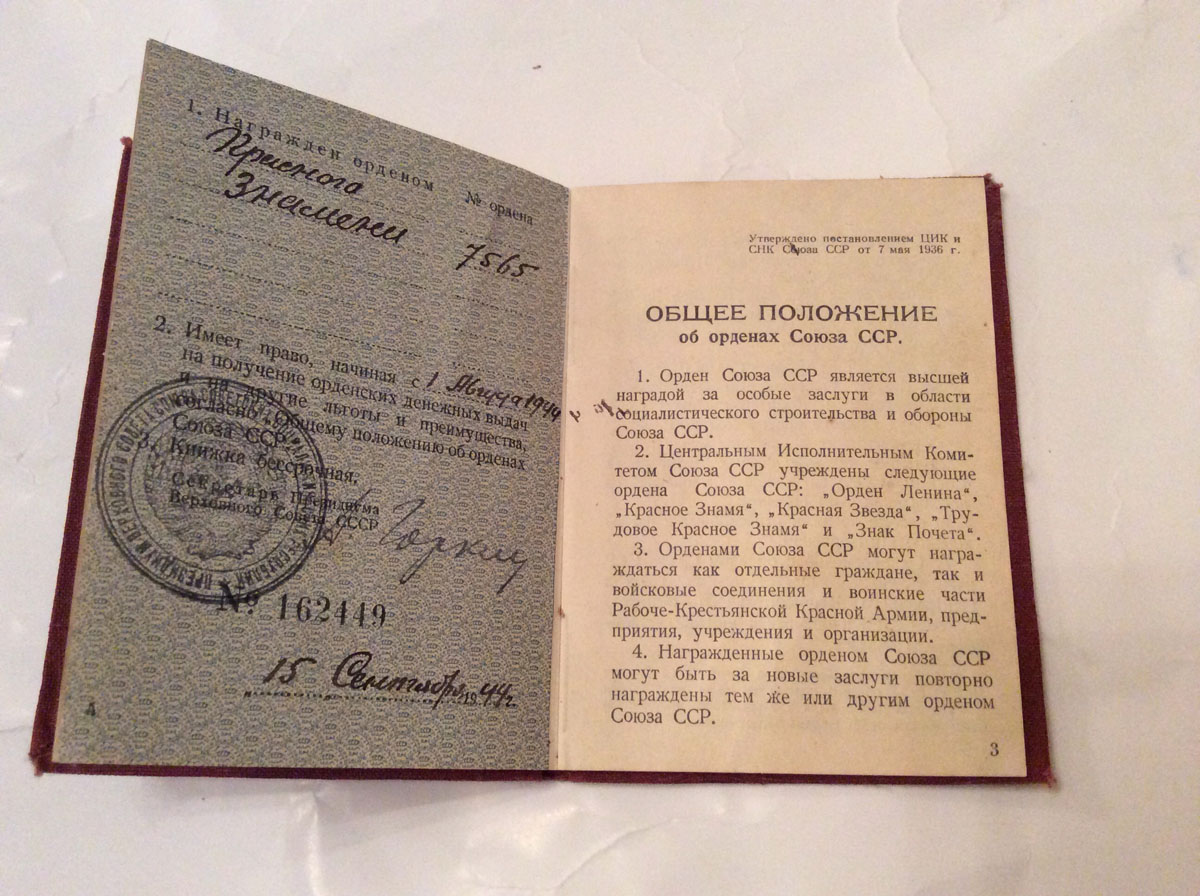 1. Награжден орденом № ордена
Красного
Знамени 7565
2. Имеет право, начиная с 1 Августа 1944
на получение орденских денежных выдач
и на другие льготы и преимущества,
согласно Общему положению об орденах
Союза ССР.
3. Книжка бессрочная.
Секретарь Президиума
Верховного Совета СССР
Горкин
№ 162449
15 Сентября 1944 г.
А
Утверждено постановлением ЦИК и
СНК Союза ССР от 7 мая 1936 г.
ОБЩЕЕ ПОЛОЖЕНИЕ
об орденах Союза ССР.
1. Орден Союза ССР является высшей
наградой за особые заслуги в области
социалистического строительства и обороны
Союза ССР.
2. Центральным Исполнительным Коми-
тетом Союза ССР учреждены следующие
ордена Союза ССР: „Орден Ленина“,
„Красное Знамя“, „Красная Звезда“, „Тру-
довое Красное Знамя“ и „Знак Почета“.
3. Орденами Союза ССР могут награ-
ждаться как отдельные граждане, так и
войсковые соединения и воинские части
Рабоче-Крестьянской Красной Армии, пред-
приятия, учреждения и организации.
4. Награжденные орденом Союза ССР
могут быть за новые заслуги повторно
награждены тем же или другим орденом
Союза ССР.
3